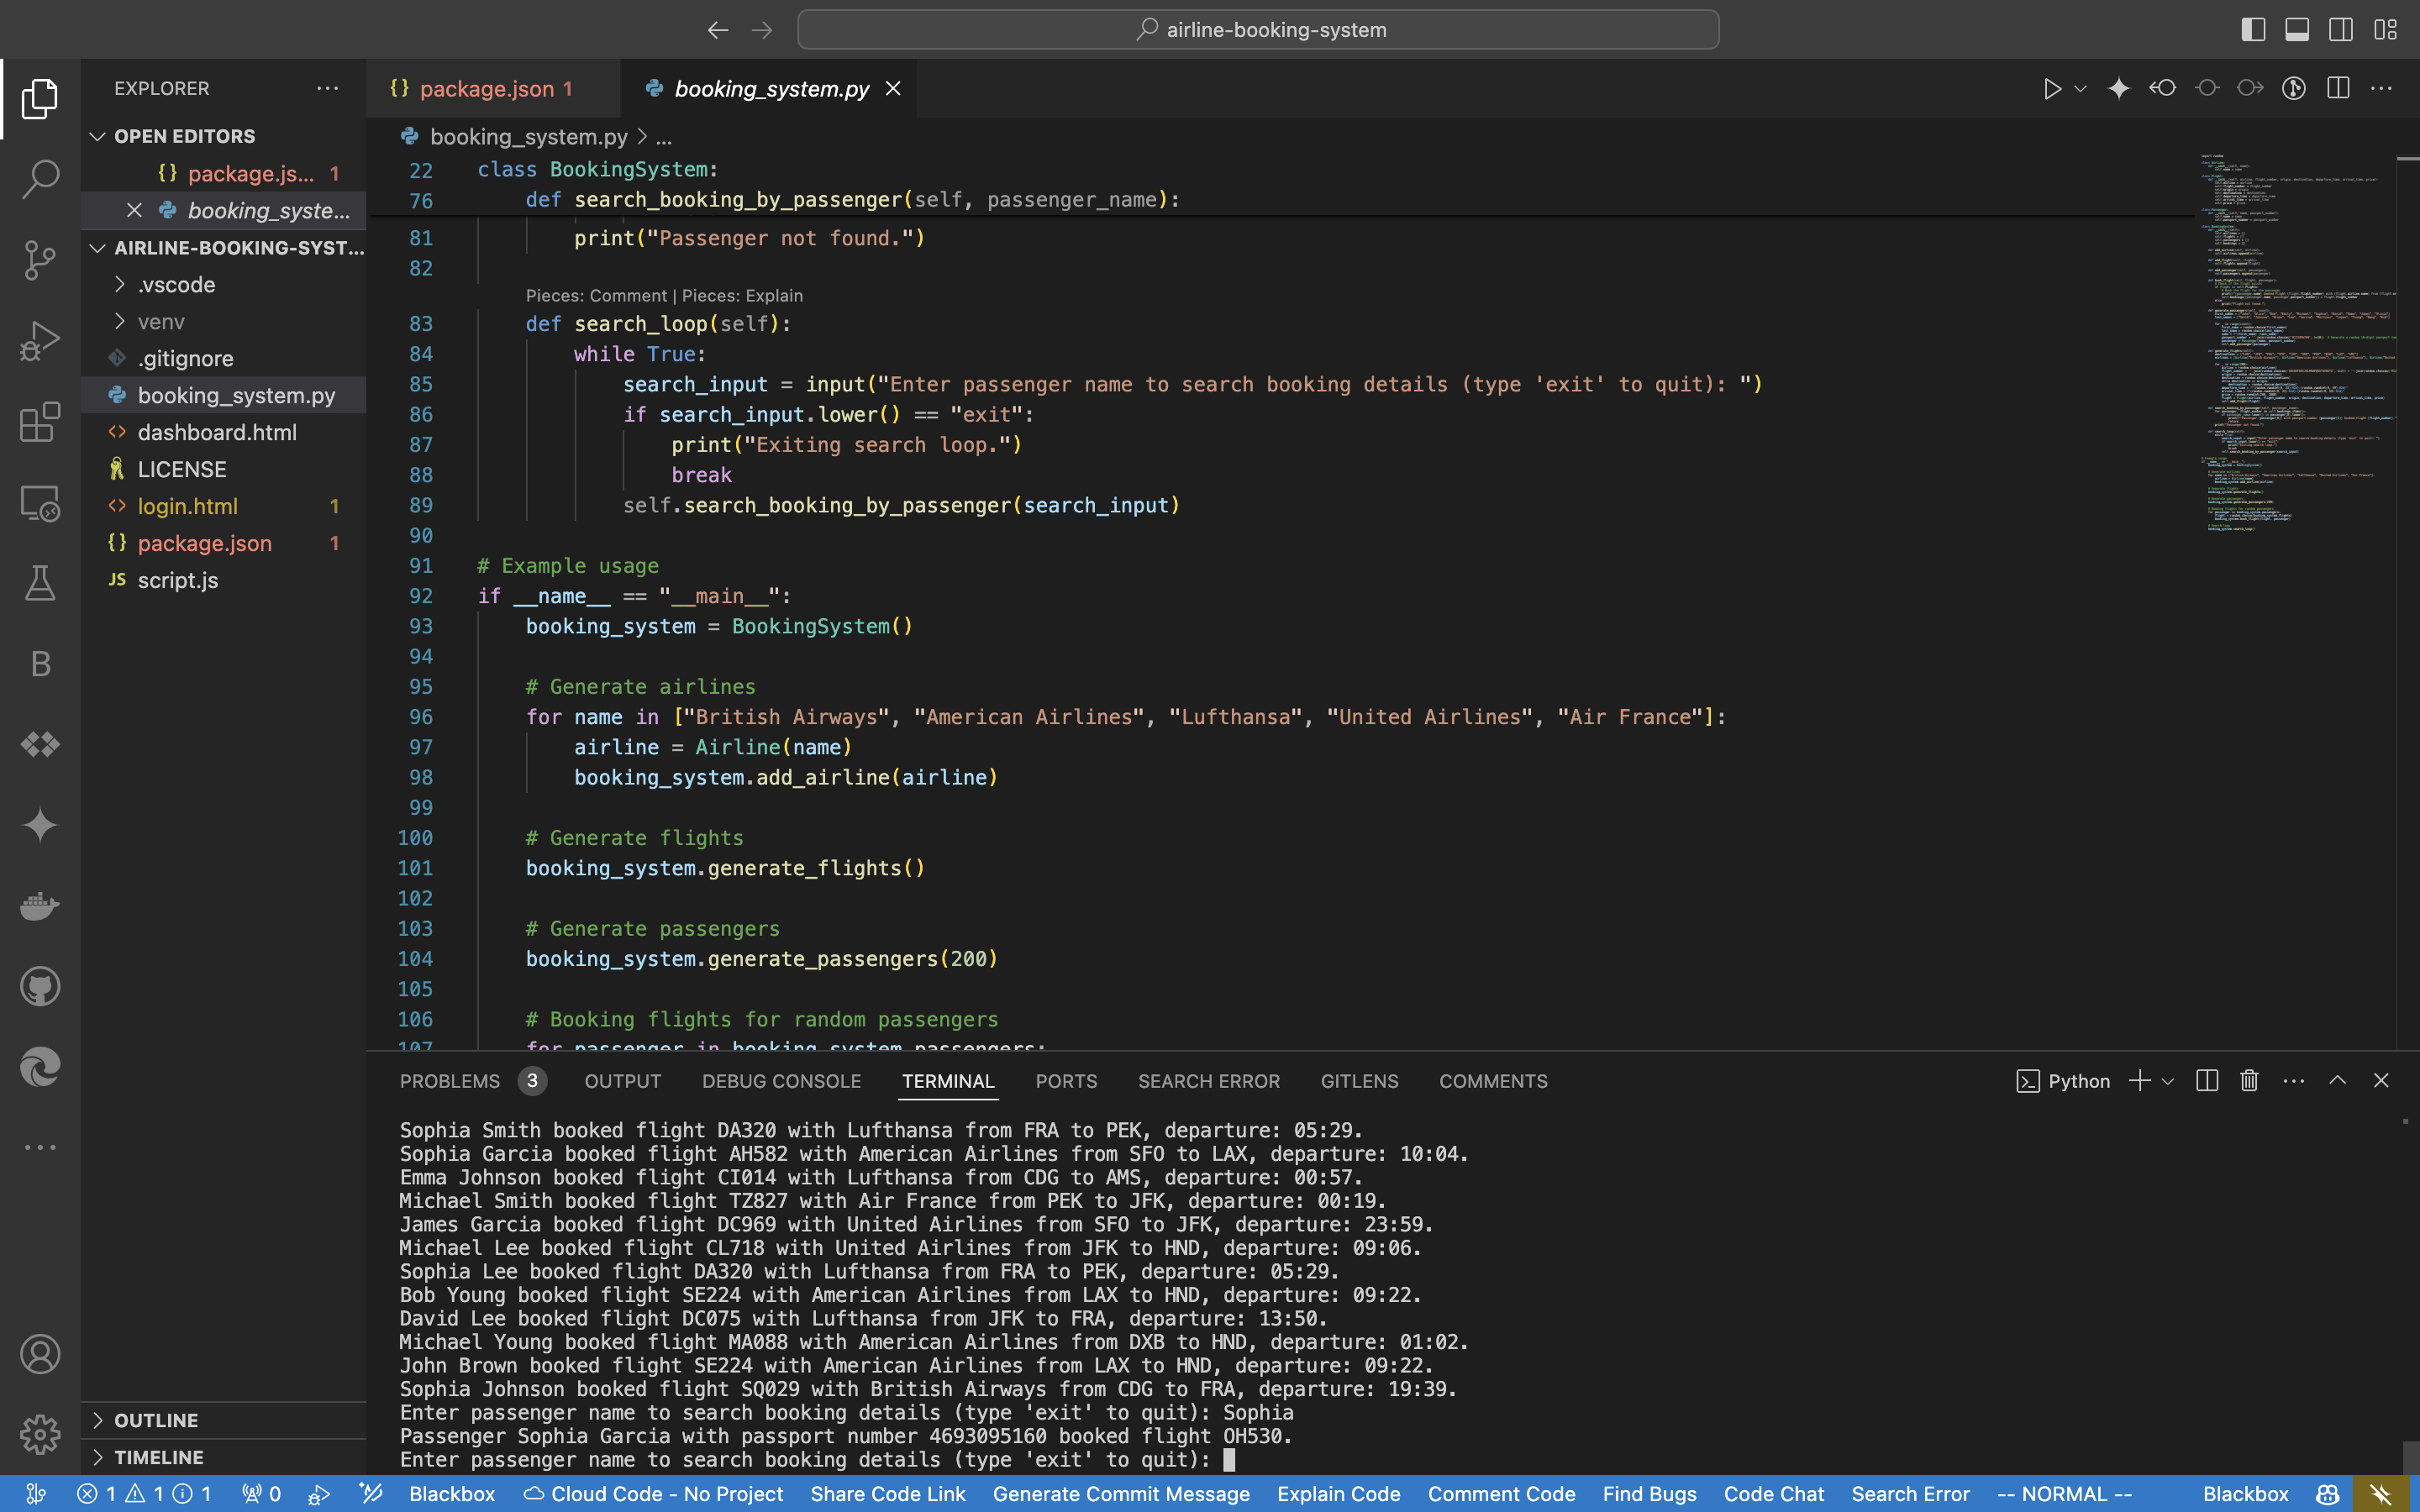 airline-booking-system
EXPLORER
OPEN EDITORS
{} package.js... 1
booking_syste...
AIRLINE-BOOKING-SYST...
.vscode
venv
.gitignore
booking_system.py
dashboard.html
LICENSE
login.html 1
{} package.json 1
JS script.js
OUTLINE
TIMELINE
{} package.json 1
booking_system.py
booking_system.py > ...
22 class BookingSystem:
76 def search_booking_by_passenger(self, passenger_name):
81 print("Passenger not found.")
82
Pieces: Comment | Pieces: Explain
83 def search_loop(self):
84 while True:
85 search_input = input("Enter passenger name to search booking details (type 'exit' to quit): ")
86 if search_input.lower() == "exit":
87 print("Exiting search loop.")
88 break
89 self.search_booking_by_passenger(search_input)
90
91 # Example usage
92 if __name__ == "__main__":
93 booking_system = BookingSystem()
94
95 # Generate airlines
96 for name in ["British Airways", "American Airlines", "Lufthansa", "United Airlines", "Air France"]:
97 airline = Airline(name)
98 booking_system.add_airline(airline)
99
100 # Generate flights
101 booking_system.generate_flights()
102
103 # Generate passengers
104 booking_system.generate_passengers(200)
105
106 # Booking flights for random passengers
107 for passenger in booking_system.passengers:
PROBLEMS 3 OUTPUT DEBUG CONSOLE TERMINAL PORTS SEARCH ERROR GITLENS COMMENTS
Python
Sophia Smith booked flight DA320 with Lufthansa from FRA to PEK, departure: 05:29.
Sophia Garcia booked flight AH582 with American Airlines from SFO to LAX, departure: 10:04.
Emma Johnson booked flight CI014 with Lufthansa from CDG to AMS, departure: 00:57.
Michael Smith booked flight TZ827 with Air France from PEK to JFK, departure: 00:19.
James Garcia booked flight DC969 with United Airlines from SFO to JFK, departure: 23:59.
Michael Lee booked flight CL718 with United Airlines from JFK to HND, departure: 09:06.
Sophia Lee booked flight DA320 with Lufthansa from FRA to PEK, departure: 05:29.
Bob Young booked flight SE224 with American Airlines from LAX to HND, departure: 09:22.
David Lee booked flight DC075 with Lufthansa from JFK to FRA, departure: 13:50.
Michael Young booked flight MA088 with American Airlines from DXB to HND, departure: 01:02.
John Brown booked flight SE224 with American Airlines from LAX to HND, departure: 09:22.
Sophia Johnson booked flight SQ029 with British Airways from CDG to FRA, departure: 19:39.
Enter passenger name to search booking details (type 'exit' to quit): Sophia
Passenger Sophia Garcia with passport number 4693095160 booked flight OH530.
Enter passenger name to search booking details (type 'exit' to quit):
1 1 1 0 Blackbox Cloud Code - No Project Share Code Link Generate Commit Message Explain Code Comment Code Find Bugs Code Chat Search Error -- NORMAL -- Blackbox